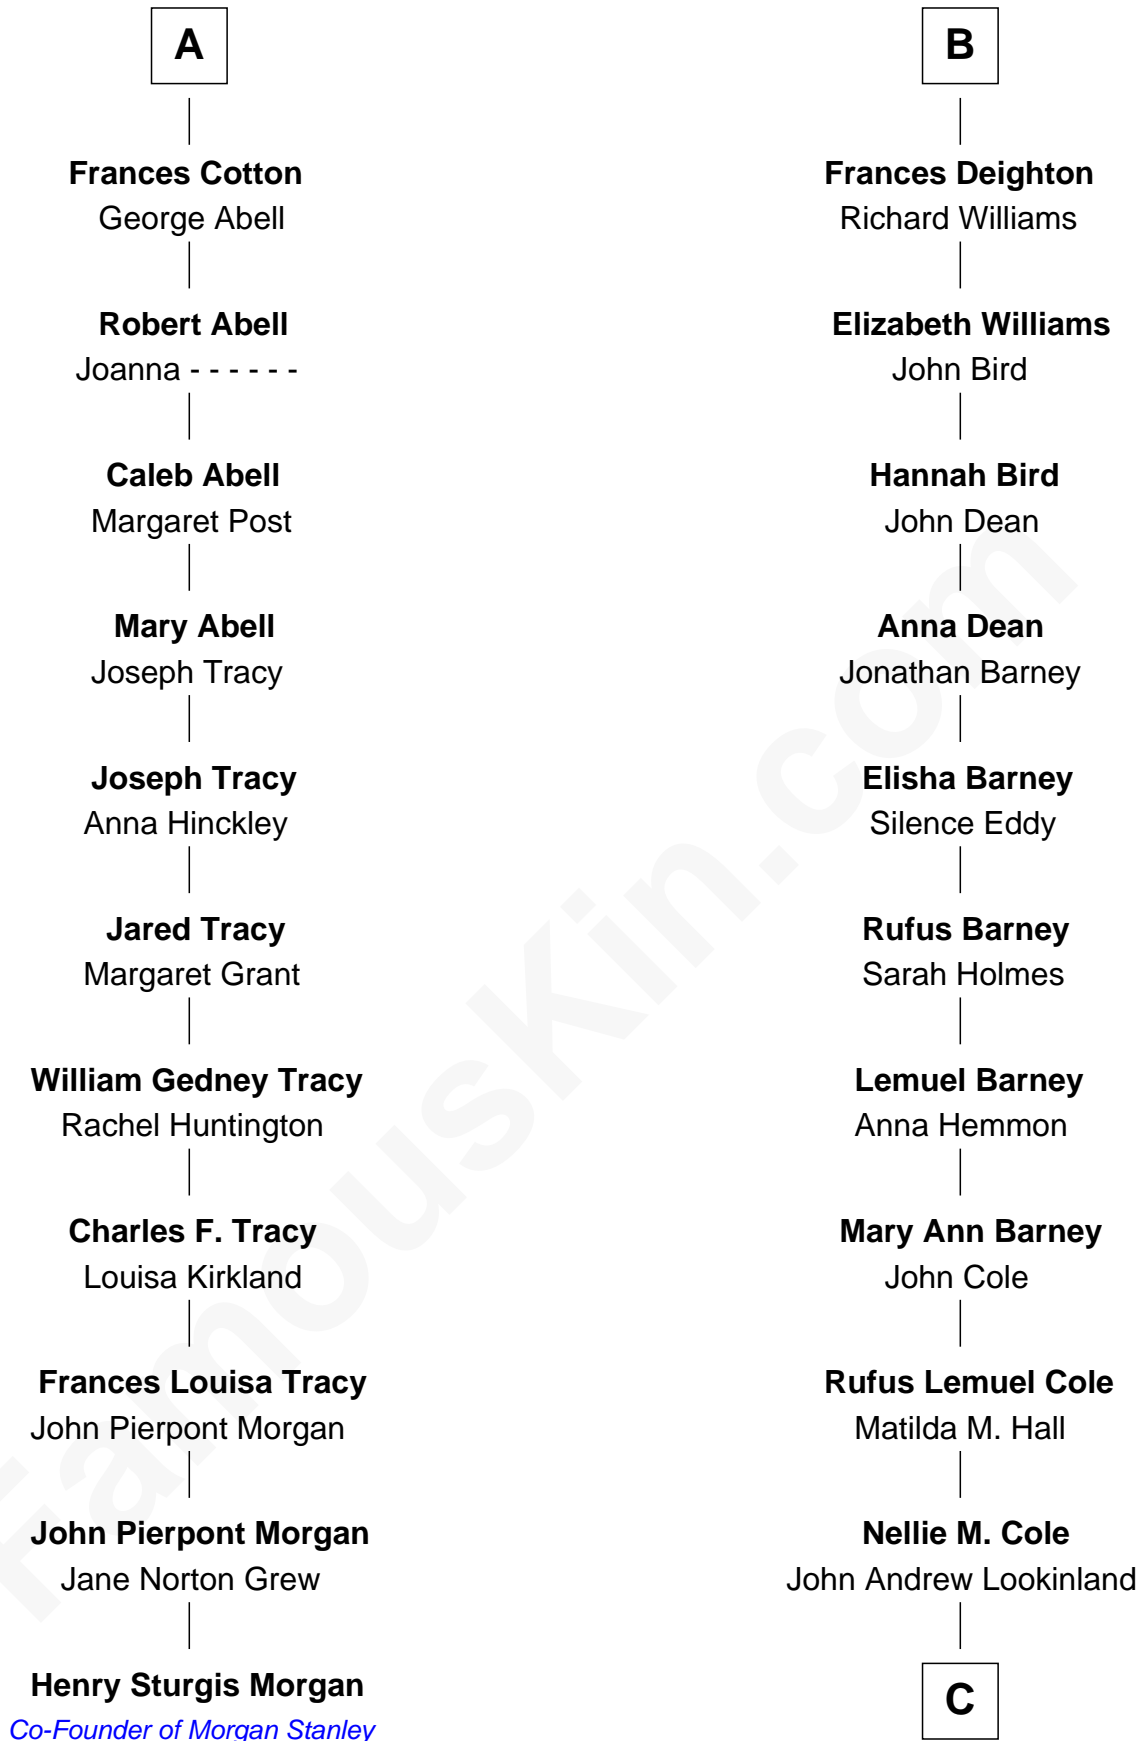 A
Frances Cotton
George Abell
Robert Abell
Joanna - - - - - -
Caleb Abell
Margaret Post
Mary Abell
Joseph Tracy
Joseph Tracy
Anna Hinckley
Jared Tracy
Margaret Grant
William Gedney Tracy
Rachel Huntington
Charles F. Tracy
Louisa Kirkland
Frances Louisa Tracy
John Pierpont Morgan
John Pierpont Morgan
Jane Norton Grew
Henry Sturgis Morgan
Co-Founder of Morgan Stanley
B
Frances Deighton
Richard Williams
Elizabeth Williams
John Bird
Hannah Bird
John Dean
Anna Dean
Jonathan Barney
Elisha Barney
Silence Eddy
Rufus Barney
Sarah Holmes
Lemuel Barney
Anna Hemmon
Mary Ann Barney
John Cole
Rufus Lemuel Cole
Matilda M. Hall
Nellie M. Cole
John Andrew Lookinland
C
FamousKin.com